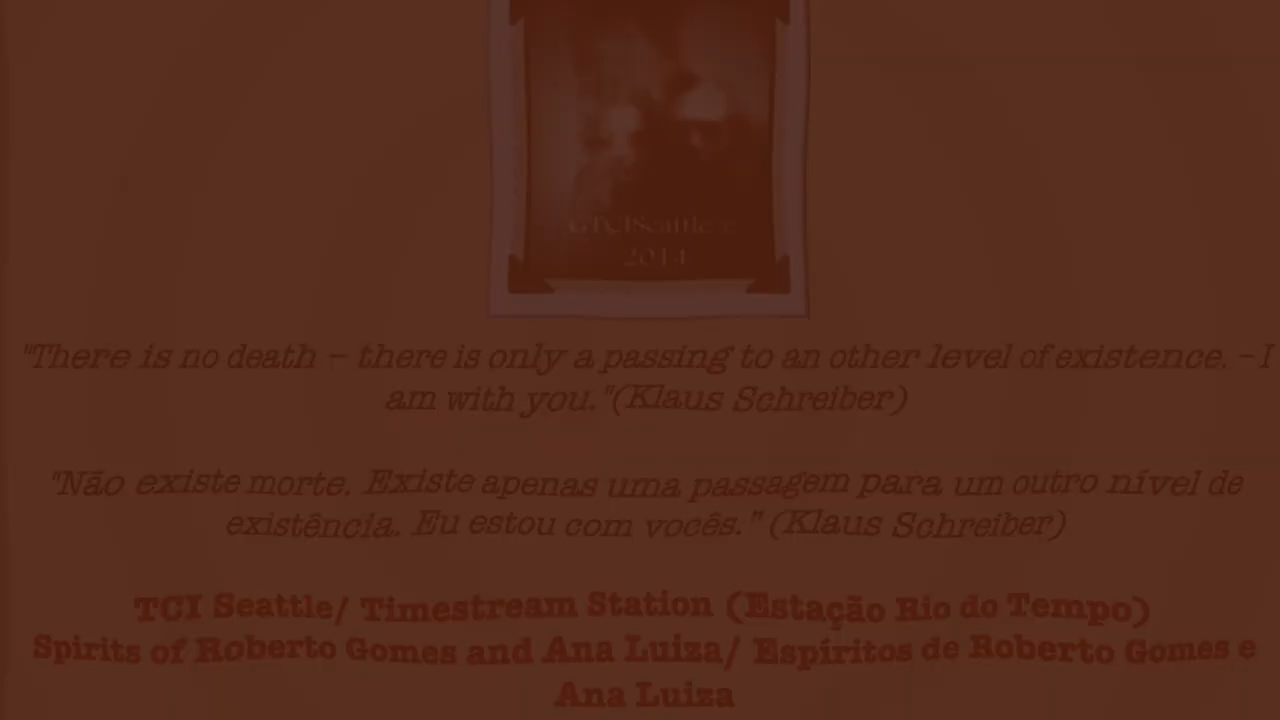 GTCISeattle
2014
"There is no death – there is only a passing to an other level of existence. – I
am with you."(Klaus Schreiber)
"Não existe morte. Existe apenas uma passagem para um outro nível de
existência. Eu estou com vocês." (Klaus Schreiber)
TCI Seattle/ Timestream Station (Estação Rio do Tempo)
Spirits of Roberto Gomes and Ana Luiza/ Espíritos de Roberto Gomes e
Ana Luiza